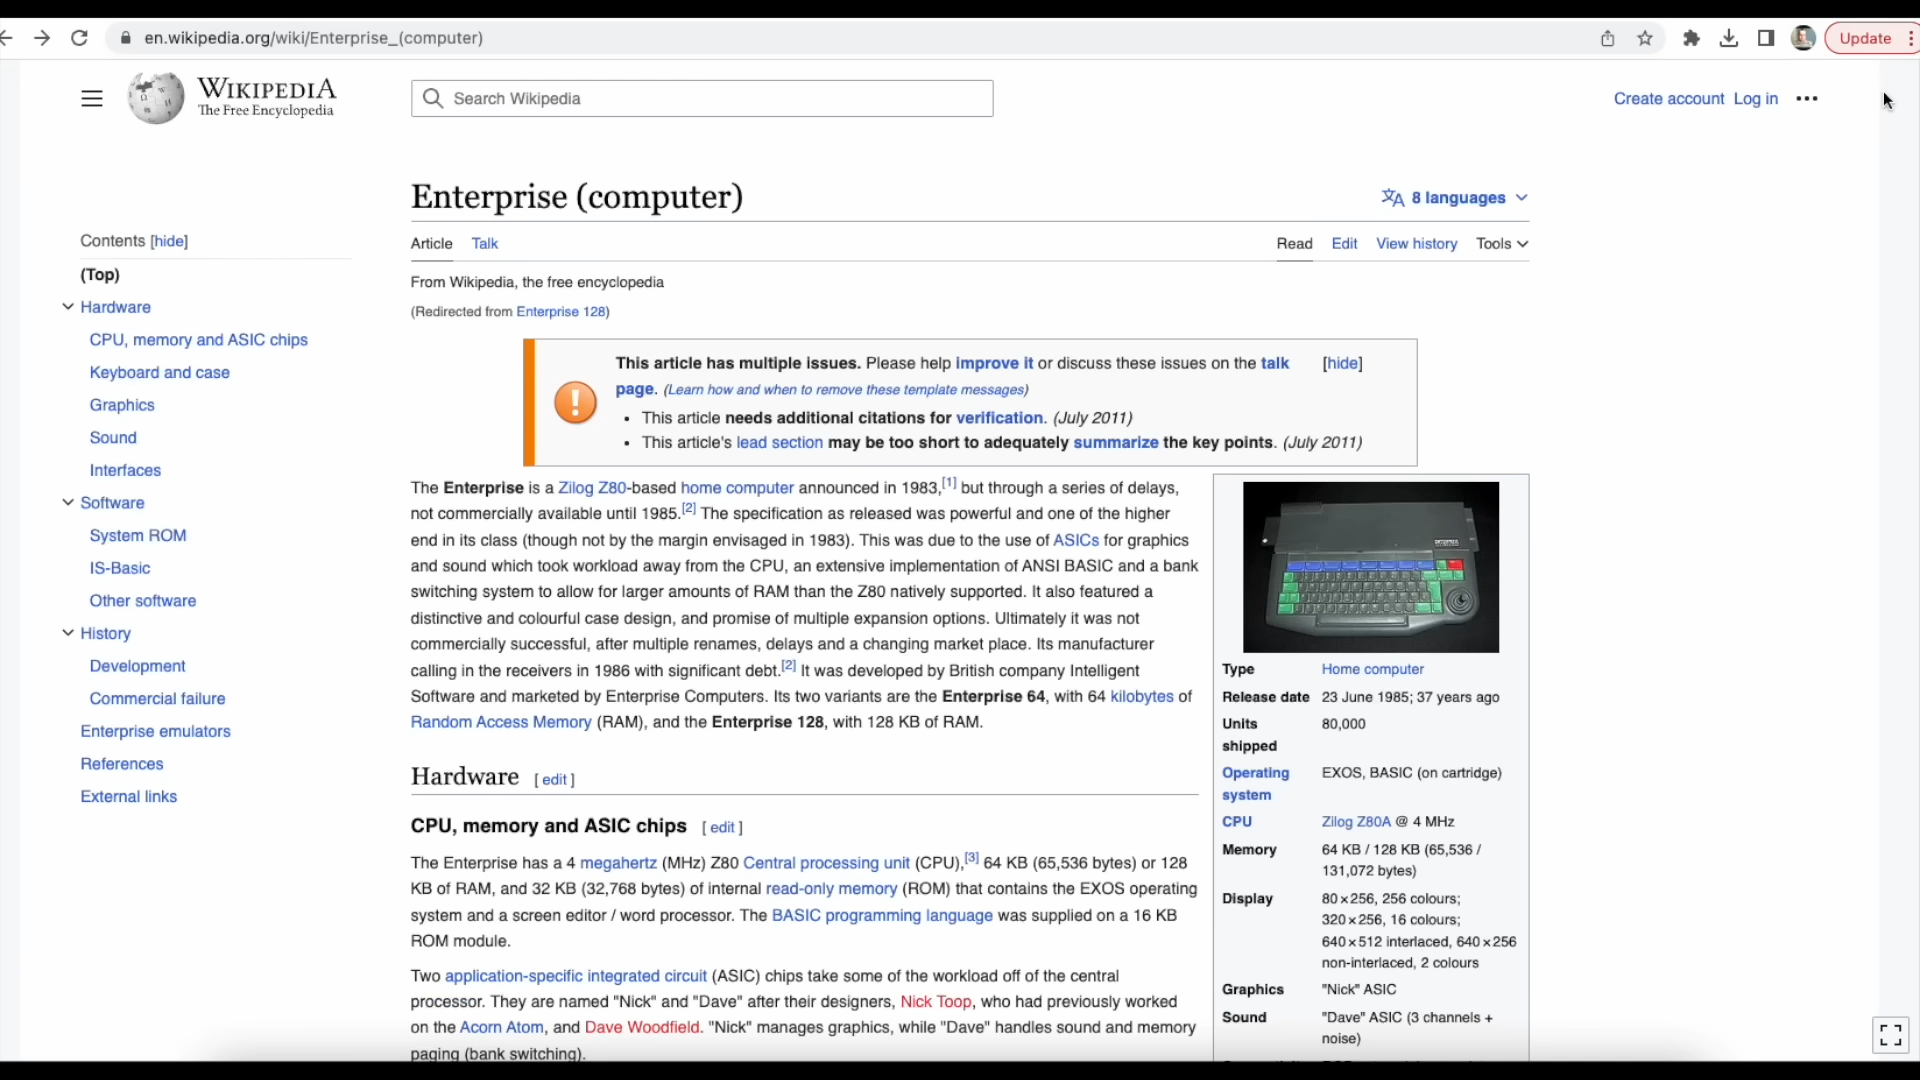 en.wikipedia.org/wiki/Enterprise_(computer)
Update
WIKIPEDIA
The Free Encyclopedia
Search Wikipedia
Create account Log in
Enterprise (computer)
8 languages
Article Talk
Read Edit View history Tools
From Wikipedia, the free encyclopedia
(Redirected from Enterprise 128)
Contents [hide]
(Top)
Hardware
CPU, memory and ASIC chips
Keyboard and case
Graphics
Sound
Interfaces
Software
System ROM
IS-Basic
Other software
History
Development
Commercial failure
Enterprise emulators
References
External links
This article has multiple issues. Please help improve it or discuss these issues on the talk [hide]
page. (Learn how and when to remove these template messages)
• This article needs additional citations for verification. (July 2011)
• This article's lead section may be too short to adequately summarize the key points. (July 2011)
The Enterprise is a Zilog Z80-based home computer announced in 1983,[1] but through a series of delays,
not commercially available until 1985.[2] The specification as released was powerful and one of the higher
end in its class (though not by the margin envisaged in 1983). This was due to the use of ASICs for graphics
and sound which took workload away from the CPU, an extensive implementation of ANSI BASIC and a bank
switching system to allow for larger amounts of RAM than the Z80 natively supported. It also featured a
distinctive and colourful case design, and promise of multiple expansion options. Ultimately it was not
commercially successful, after multiple renames, delays and a changing market place. Its manufacturer
calling in the receivers in 1986 with significant debt.[2] It was developed by British company Intelligent
Software and marketed by Enterprise Computers. Its two variants are the Enterprise 64, with 64 kilobytes of
Random Access Memory (RAM), and the Enterprise 128, with 128 KB of RAM.
Hardware [ edit ]
CPU, memory and ASIC chips [ edit ]
The Enterprise has a 4 megahertz (MHz) Z80 Central processing unit (CPU),[3] 64 KB (65,536 bytes) or 128
KB of RAM, and 32 KB (32,768 bytes) of internal read-only memory (ROM) that contains the EXOS operating
system and a screen editor / word processor. The BASIC programming language was supplied on a 16 KB
ROM module.
Two application-specific integrated circuit (ASIC) chips take some of the workload off of the central
processor. They are named "Nick" and "Dave" after their designers, Nick Toop, who had previously worked
on the Acorn Atom, and Dave Woodfield. "Nick" manages graphics, while "Dave" handles sound and memory
paging (bank switching).
Type Home computer
Release date 23 June 1985; 37 years ago
Units 80,000
shipped
Operating EXOS, BASIC (on cartridge)
system
CPU Zilog Z80A @ 4 MHz
Memory 64 KB / 128 KB (65,536 /
131,072 bytes)
Display 80×256, 256 colours;
320×256, 16 colours;
640×512 interlaced, 640×256
non-interlaced, 2 colours
Graphics "Nick" ASIC
Sound "Dave" ASIC (3 channels +
noise)